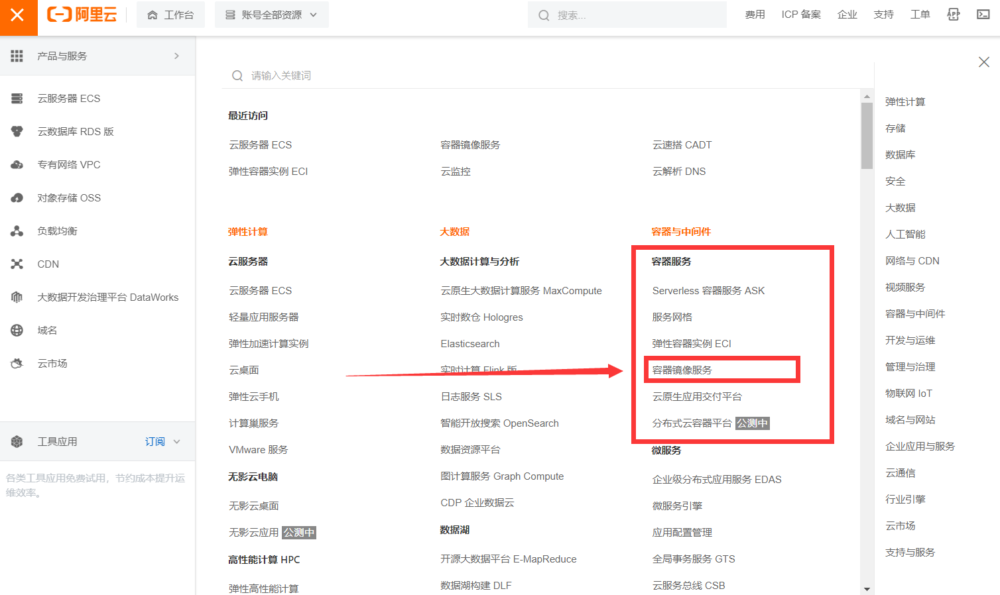 阿里云
工作台
账号全部资源
搜索...
费用
ICP 备案
企业
支持
工单
APP
产品与服务
云服务器 ECS
云数据库 RDS 版
专有网络 VPC
对象存储 OSS
负载均衡
CDN
大数据开发治理平台 DataWorks
域名
云市场
工具应用
订阅
各类工具应用免费试用，节约成本提升运
维效率。
请输入关键词
最近访问
云服务器 ECS
容器镜像服务
云速搭 CADT
弹性容器实例 ECI
云监控
云解析 DNS
弹性计算
云服务器
云服务器 ECS
轻量应用服务器
弹性加速计算实例
云桌面
弹性云手机
计算巢服务
VMware 服务
无影云电脑
无影云桌面
无影云应用 公测中
高性能计算 HPC
弹性高性能计算
大数据
大数据计算与分析
云原生大数据计算服务 MaxCompute
实时数仓 Hologres
Elasticsearch
实时计算 Flink 版
日志服务 SLS
智能开放搜索 OpenSearch
数据资源平台
图计算服务 Graph Compute
CDP 企业数据云
数据湖
开源大数据平台 E-MapReduce
数据湖构建 DLF
容器与中间件
容器服务
Serverless 容器服务 ASK
服务网格
弹性容器实例 ECI
容器镜像服务
云原生应用交付平台
分布式云容器平台 公测中
微服务
企业级分布式应用服务 EDAS
微服务引擎
应用配置管理
全局事务服务 GTS
云服务总线 CSB
弹性计算
存储
数据库
安全
大数据
人工智能
网络与 CDN
视频服务
容器与中间件
开发与运维
管理与治理
物联网 IoT
域名与网站
企业应用与服务
云通信
行业引擎
云市场
支持与服务